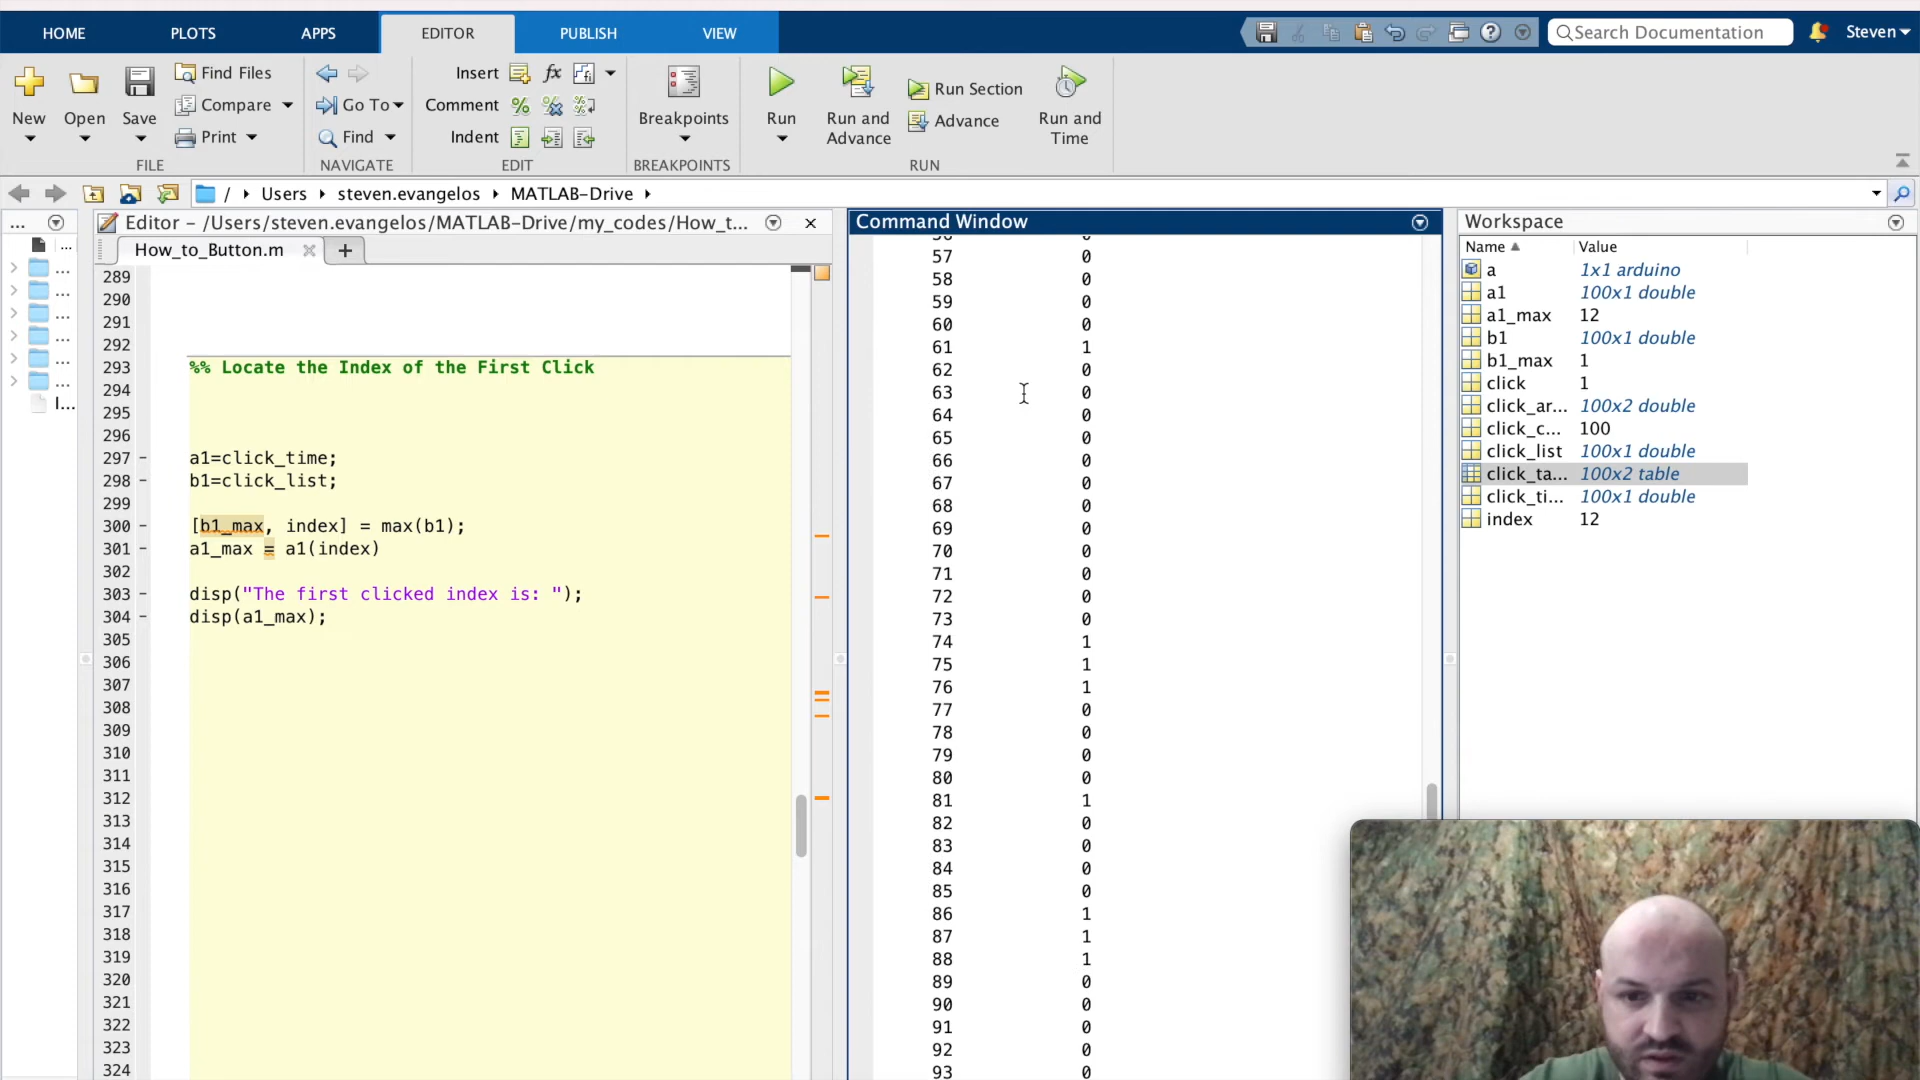 HOME PLOTS APPS EDITOR PUBLISH VIEW
Search Documentation
Steven
New
Open
Save
Find Files
Compare
Print
FILE
Go To
Find
NAVIGATE
Insert
fx
Comment
Indent
EDIT
Breakpoints
BREAKPOINTS
Run
Run and
Advance
Run Section
Advance
Run and
Time
RUN
/ Users steven.evangelos MATLAB-Drive
...
...
...
...
...
...
...
...
I...
Editor – /Users/steven.evangelos/MATLAB-Drive/my_codes/How_t...
How_to_Button.m
289
290
291
292
293 %% Locate the Index of the First Click
294
295
296
297 – a1=click_time;
298 – b1=click_list;
299
300 – [b1_max, index] = max(b1);
301 – a1_max = a1(index)
302
303 – disp("The first clicked index is: ");
304 – disp(a1_max);
305
306
307
308
309
310
311
312
313
314
315
316
317
318
319
320
321
322
323
324
Command Window
56 0
57 0
58 0
59 0
60 0
61 1
62 0
63 0
64 0
65 0
66 0
67 0
68 0
69 0
70 0
71 0
72 0
73 0
74 1
75 1
76 1
77 0
78 0
79 0
80 0
81 1
82 0
83 0
84 0
85 0
86 1
87 1
88 1
89 0
90 0
91 0
92 0
93 0
Workspace
Name Value
a 1x1 arduino
a1 100x1 double
a1_max 12
b1 100x1 double
b1_max 1
click 1
click_ar... 100x2 double
click_c... 100
click_list 100x1 double
click_ta... 100x2 table
click_ti... 100x1 double
index 12